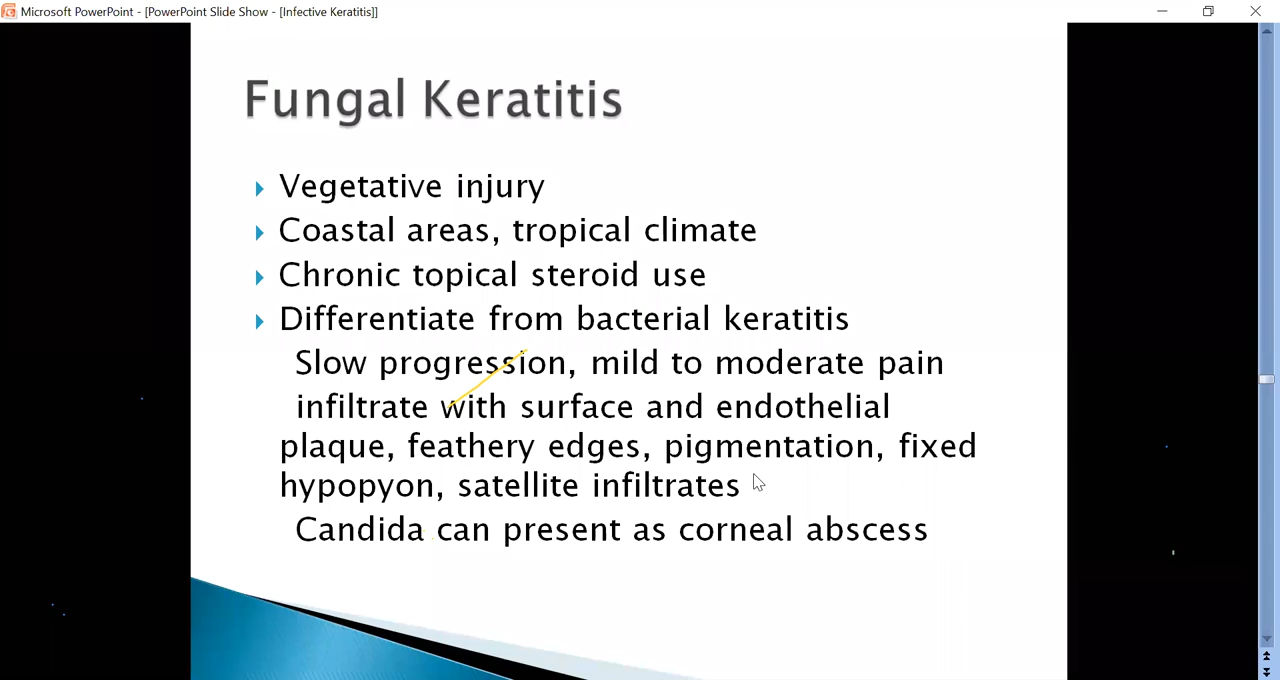 Microsoft PowerPoint - [PowerPoint Slide Show - [Infective Keratitis]]
Fungal Keratitis
Vegetative injury
Coastal areas, tropical climate
Chronic topical steroid use
Differentiate from bacterial keratitis
Slow progression, mild to moderate pain
infiltrate with surface and endothelial
plaque, feathery edges, pigmentation, fixed
hypopyon, satellite infiltrates
Candida can present as corneal abscess